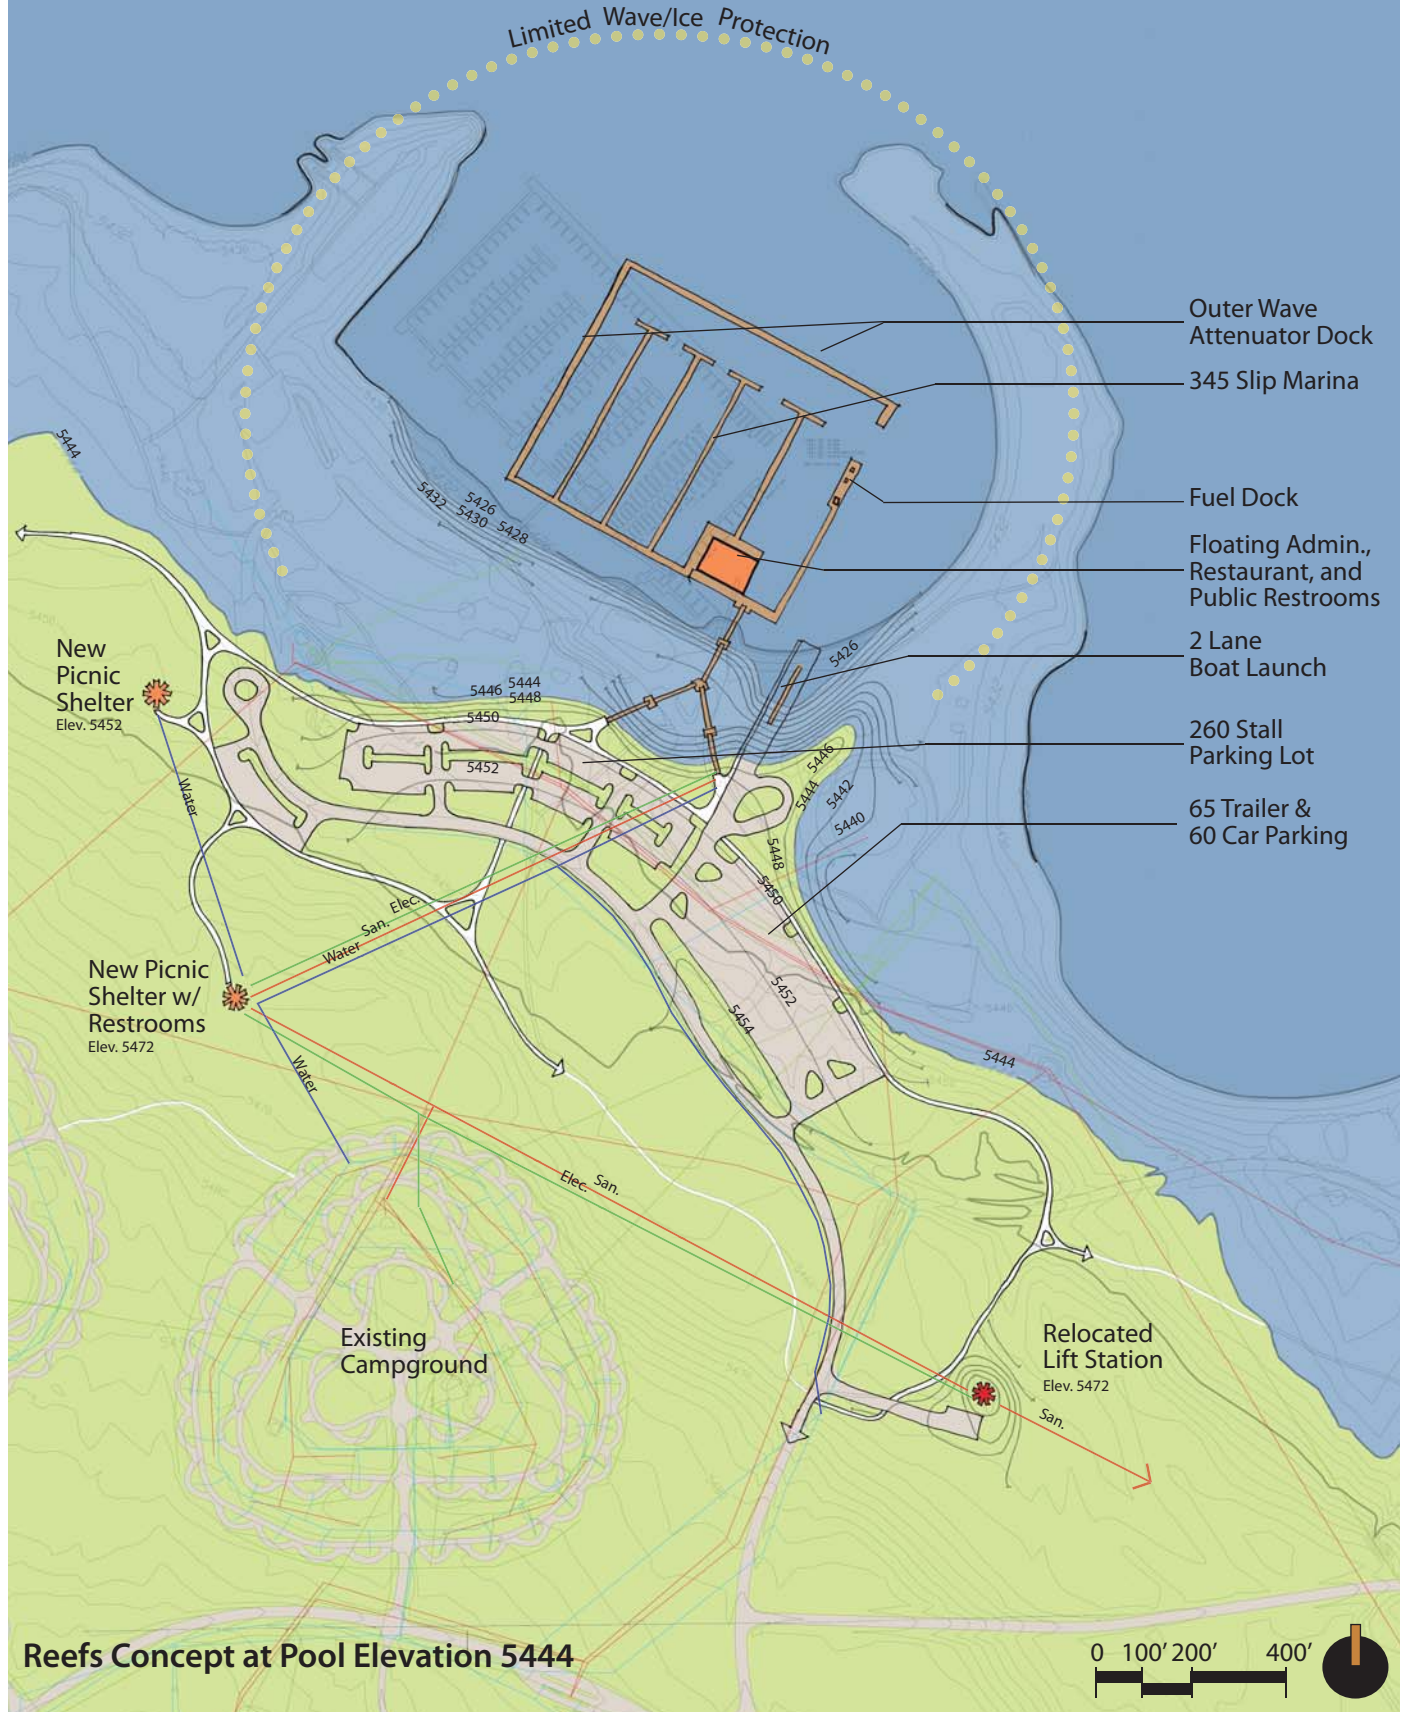 Limited Wave/Ice Protection
Outer Wave
Attenuator Dock
345 Slip Marina
Fuel Dock
Floating Admin.,
Restaurant, and
Public Restrooms
2 Lane
Boat Launch
260 Stall
Parking Lot
65 Trailer &
60 Car Parking
5444
5432
5426
5430
5428
5426
New
Picnic
Shelter
Elev. 5452
5446
5444
5448
5450
5452
5446
5444
5442
5440
5448
5450
5452
5454
5444
Water
Elec.
San.
Water
New Picnic
Shelter w/
Restrooms
Elev. 5472
Water
Elec.
San.
Existing
Campground
Relocated
Lift Station
Elev. 5472
San.
Reefs Concept at Pool Elevation 5444
0 100’ 200’ 400’